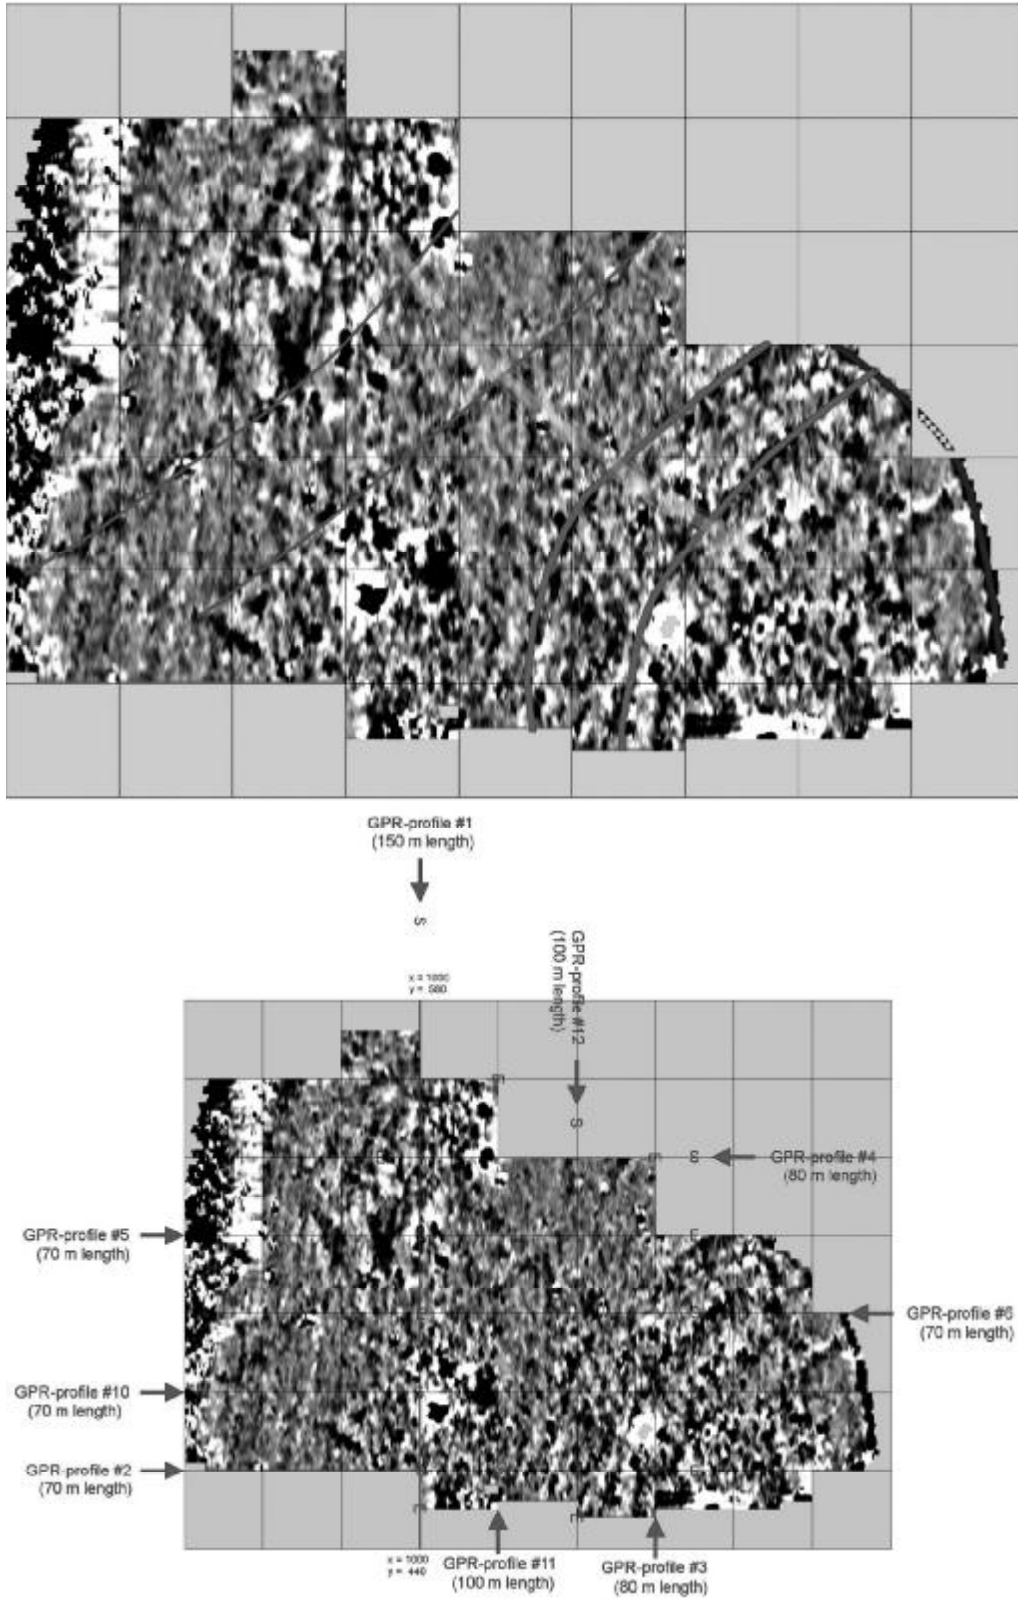 GPR-profile #1
(150 m length)
S
x = 1000
y = 580
GPR-profile #12
(100 m length)
S
E
E
S
GPR-profile #4
(80 m length)
GPR-profile #5
(70 m length)
GPR-profile #6
(70 m length)
GPR-profile #10
(70 m length)
GPR-profile #2
(70 m length)
E
E
x = 1000
y = 440
GPR-profile #11
(100 m length)
GPR-profile #3
(80 m length)